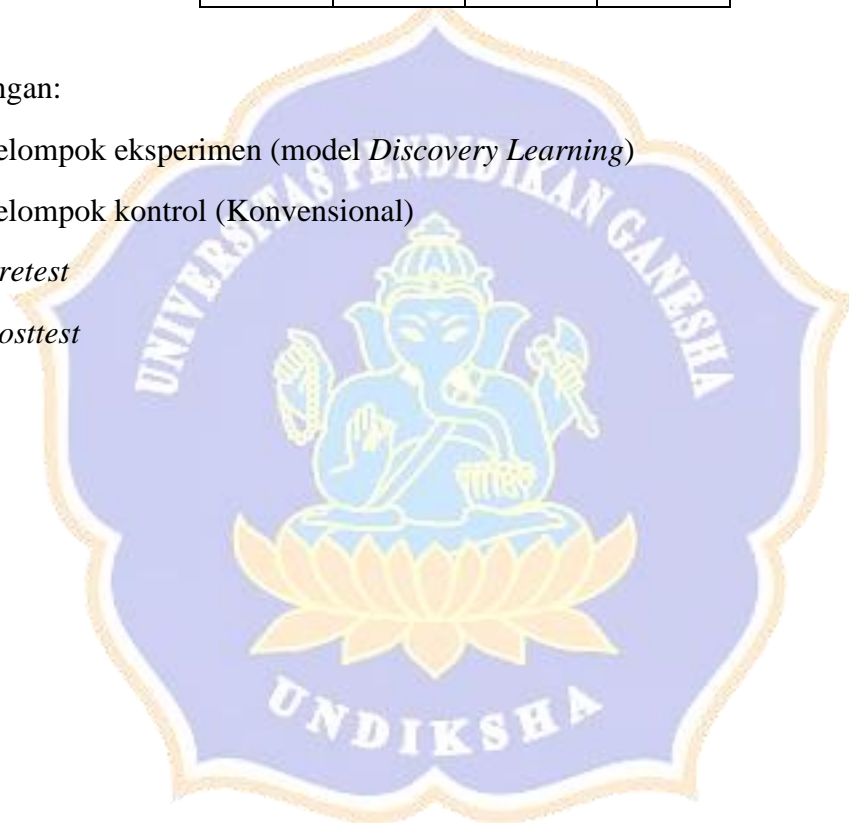 ngan:
elompok eksperimen (model Discovery Learning)
elompok kontrol (Konvensional)
retest
osttest
UNIVERSITAS PENDIDIKAN GANESHA
UNDIKSHA